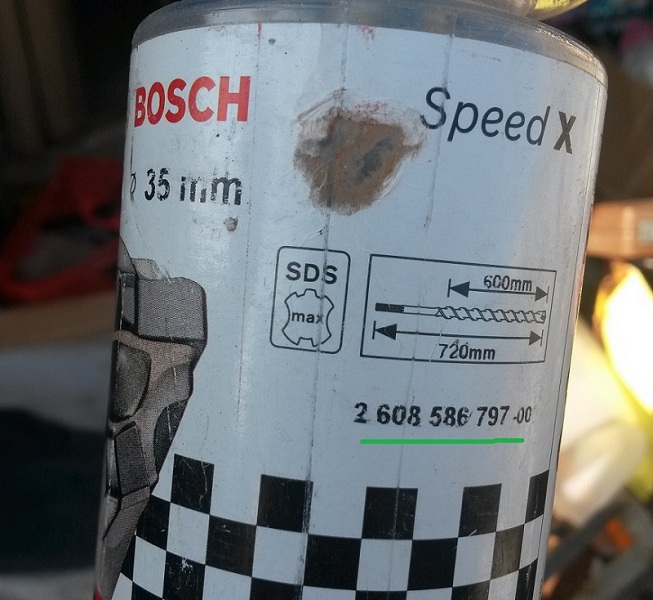 BOSCH
Speed X
ø 35 mm
SDS
max
600mm
720mm
2 608 586 797-00